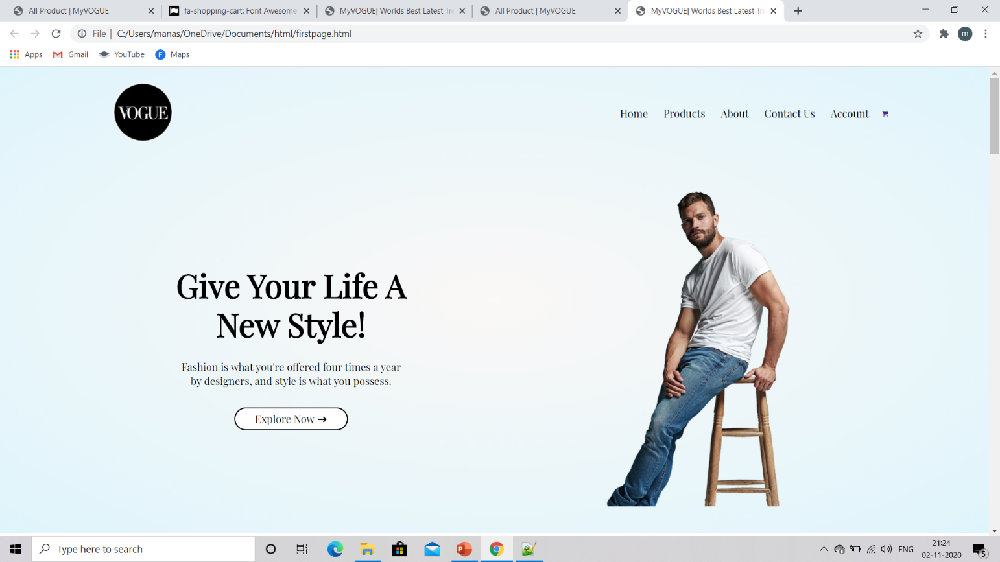 All Product | MyVOGUE
fa-shopping-cart: Font Awesome
MyVOGUE| Worlds Best Latest Tr
All Product | MyVOGUE
MyVOGUE| Worlds Best Latest Tr
File
C:/Users/manas/OneDrive/Documents/html/firstpage.html
m
Apps
Gmail
YouTube
F
Maps
VOGUE
Home
Products
About
Contact Us
Account
Give Your Life A
New Style!
Fashion is what you're offered four times a year
by designers, and style is what you possess.
Explore Now ➔
Type here to search
P
ENG
21:24
02-11-2020
5